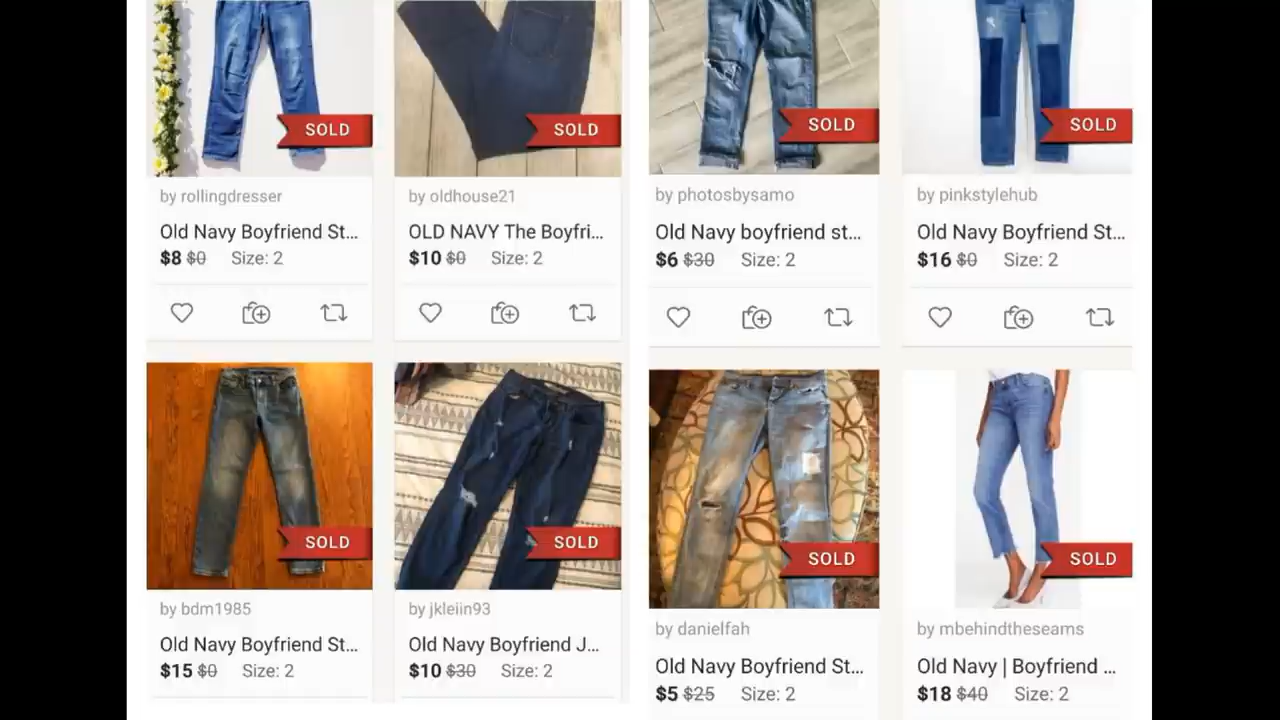 SOLD
SOLD
SOLD
SOLD
by rollingdresser
by oldhouse21
by photosbysamo
by pinkstylehub
Old Navy Boyfriend St...
OLD NAVY The Boyfri...
Old Navy boyfriend st...
Old Navy Boyfriend St...
$8 $0 Size: 2
$10 $0 Size: 2
$6 $30 Size: 2
$16 $0 Size: 2
SOLD
SOLD
SOLD
SOLD
by bdm1985
by jkleiin93
by danielfah
by mbehindtheseams
Old Navy Boyfriend St...
Old Navy Boyfriend J...
Old Navy Boyfriend St...
Old Navy | Boyfriend ...
$15 $0 Size: 2
$10 $30 Size: 2
$5 $25 Size: 2
$18 $40 Size: 2